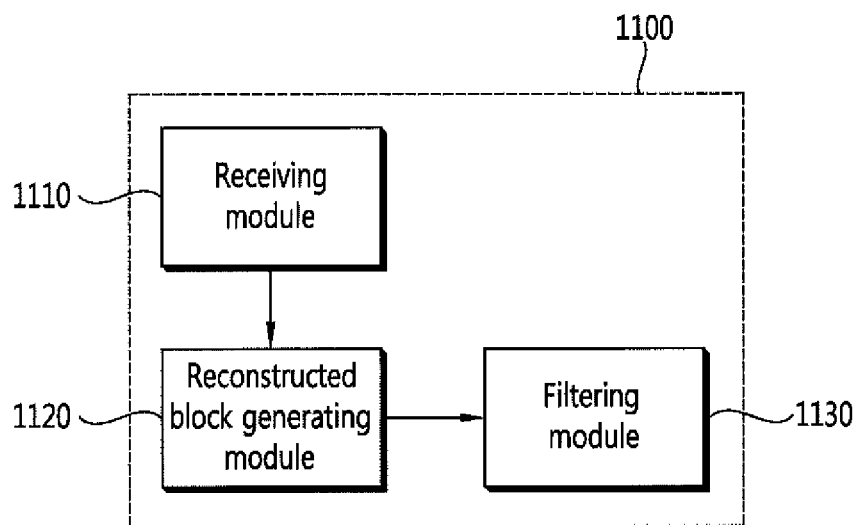 1100
Receiving
module
1110
Reconstructed
block generating
module
1120
Filtering
module
1130